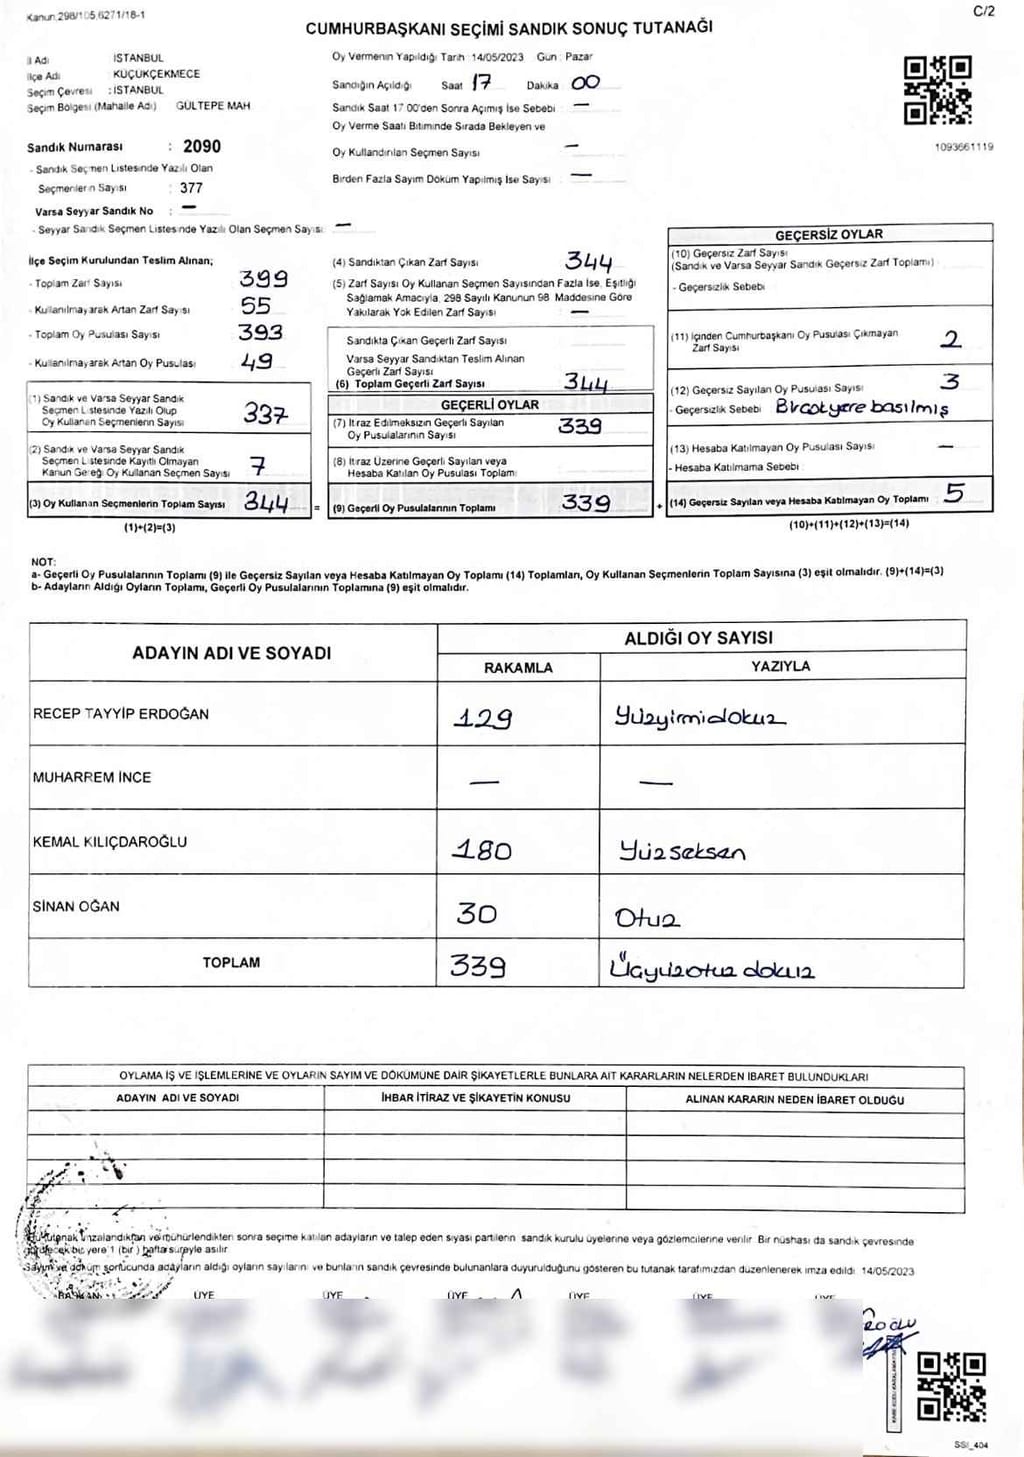 Kanun,298/105,6271/18-1
C/2
CUMHURBAŞKANI SEÇİMİ SANDIK SONUÇ TUTANAĞI
İl Adı : İSTANBUL
İlçe Adı : KÜÇÜKÇEKMECE
Seçim Çevresi : İSTANBUL
Seçim Bölgesi (Mahalle Adı) GÜLTEPE MAH
Sandık Numarası : 2090
- Sandık Seçmen Listesinde Yazılı Olan
Seçmenlerin Sayısı : 377
Varsa Seyyar Sandık No : —
- Seyyar Sandık Seçmen Listesinde Yazılı Olan Seçmen Sayısı: —
Oy Vermenin Yapıldığı Tarih 14/05/2023 Gün : Pazar
Sandığın Açıldığı Saat 17 Dakika 00
Sandık Saat 17 00'den Sonra Açımış İse Sebebi : —
Oy Verme Saati Bitiminde Sırada Bekleyen ve
Oy Kullandırılan Seçmen Sayısı —
Birden Fazla Sayım Döküm Yapılmış İse Sayısı : —
1093661119
İlçe Seçim Kurulundan Teslim Alınan;
- Toplam Zarf Sayısı : 399
- Kullanılmayarak Artan Zarf Sayısı : 55
- Toplam Oy Pusulası Sayısı : 393
- Kullanılmayarak Artan Oy Pusulası : 49
(1) Sandık ve Varsa Seyyar Sandık
Seçmen Listesinde Yazılı Olup
Oy Kullanan Seçmenlerin Sayısı 337
(2) Sandık ve Varsa Seyyar Sandık
Seçmen Listesinde Kayıtlı Olmayan
Kanun Gereği Oy Kullanan Seçmen Sayısı 7
(3) Oy Kullanan Seçmenlerin Toplam Sayısı 344 =
(1)+(2)=(3)
(4) Sandıktan Çıkan Zarf Sayısı 344
(5) Zarf Sayısı Oy Kullanan Seçmen Sayısından Fazla İse, Eşitliği
Sağlamak Amacıyla, 298 Sayılı Kanunun 98 Maddesine Göre
Yakılarak Yok Edilen Zarf Sayısı : —
Sandıkta Çıkan Geçerli Zarf Sayısı
Varsa Seyyar Sandıktan Teslim Alınan
Geçerli Zarf Sayısı
(6) Toplam Geçerli Zarf Sayısı 344
GEÇERLİ OYLAR
(7) İtiraz Edilmeksizin Geçerli Sayılan
Oy Pusulalarının Sayısı 339
(8) İtiraz Üzerine Geçerli Sayılan veya
Hesaba Katılan Oy Pusulası Toplamı
(9) Geçerli Oy Pusulalarının Toplamı 339 +
GEÇERSİZ OYLAR
(10) Geçersiz Zarf Sayısı
(Sandık ve Varsa Seyyar Sandık Geçersiz Zarf Toplamı) :
- Geçersizlik Sebebi :
(11) İçinden Cumhurbaşkanı Oy Pusulası Çıkmayan
Zarf Sayısı 2
(12) Geçersiz Sayılan Oy Pusulası Sayısı : 3
- Geçersizlik Sebebi : Birçok yere basılmış
(13) Hesaba Katılmayan Oy Pusulası Sayısı : —
- Hesaba Katılmama Sebebi :
(14) Geçersiz Sayılan veya Hesaba Katılmayan Oy Toplamı : 5
(10)+(11)+(12)+(13)=(14)
NOT:
a- Geçerli Oy Pusulalarının Toplamı (9) ile Geçersiz Sayılan veya Hesaba Katılmayan Oy Toplamı (14) Toplamları, Oy Kullanan Seçmenlerin Toplam Sayısına (3) eşit olmalıdır. (9)+(14)=(3)
b- Adayların Aldığı Oyların Toplamı, Geçerli Oy Pusulalarının Toplamına (9) eşit olmalıdır.
ADAYIN ADI VE SOYADI
ALDIĞI OY SAYISI
RAKAMLA YAZIYLA
RECEP TAYYİP ERDOĞAN 129 Yüzyirmidokuz
MUHARREM İNCE — —
KEMAL KILIÇDAROĞLU 180 Yüzseksen
SİNAN OĞAN 30 Otuz
TOPLAM 339 Üçyüzotuz dokuz
OYLAMA İŞ VE İŞLEMLERİNE VE OYLARIN SAYIM VE DÖKÜMÜNE DAİR ŞİKAYETLERLE BUNLARA AİT KARARLARIN NELERDEN İBARET BULUNDUKLARI
ADAYIN ADI VE SOYADI İHBAR İTİRAZ VE ŞİKAYETİN KONUSU ALINAN KARARIN NEDEN İBARET OLDUĞU
Bu tutanak imzalandıktan ve mühürlendikten sonra seçime katılan adayların ve talep eden siyasi partilerin sandık kurulu üyelerine veya gözlemcilerine verilir. Bir nüshası da sandık çevresinde
görülecek bir yere 1 (bir ) hafta süreyle asılır
Sayım ve döküm sonucunda adayların aldığı oyların sayılarını ve bunların sandık çevresinde bulunanlara duyurulduğunu gösteren bu tutanak tarafımızdan düzenlenerek imza edildi 14/05/2023
BAŞKAN ÜYE ÜYE ÜYE ÜYE ÜYE ÜYE
SSI_404